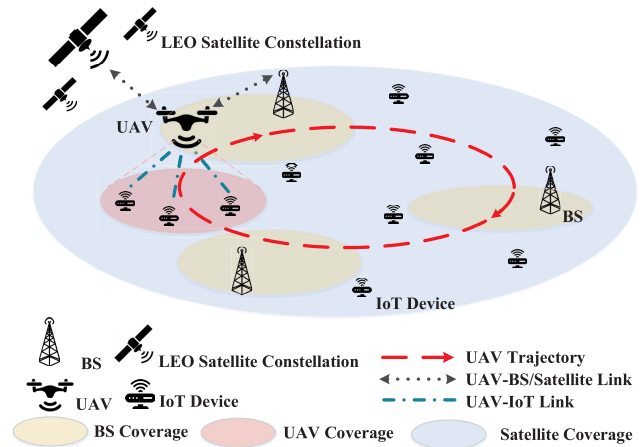 LEO Satellite Constellation
UAV
BS
IoT Device
BS
LEO Satellite Constellation
UAV Trajectory
UAV-BS/Satellite Link
UAV
IoT Device
UAV-IoT Link
BS Coverage
UAV Coverage
Satellite Coverage